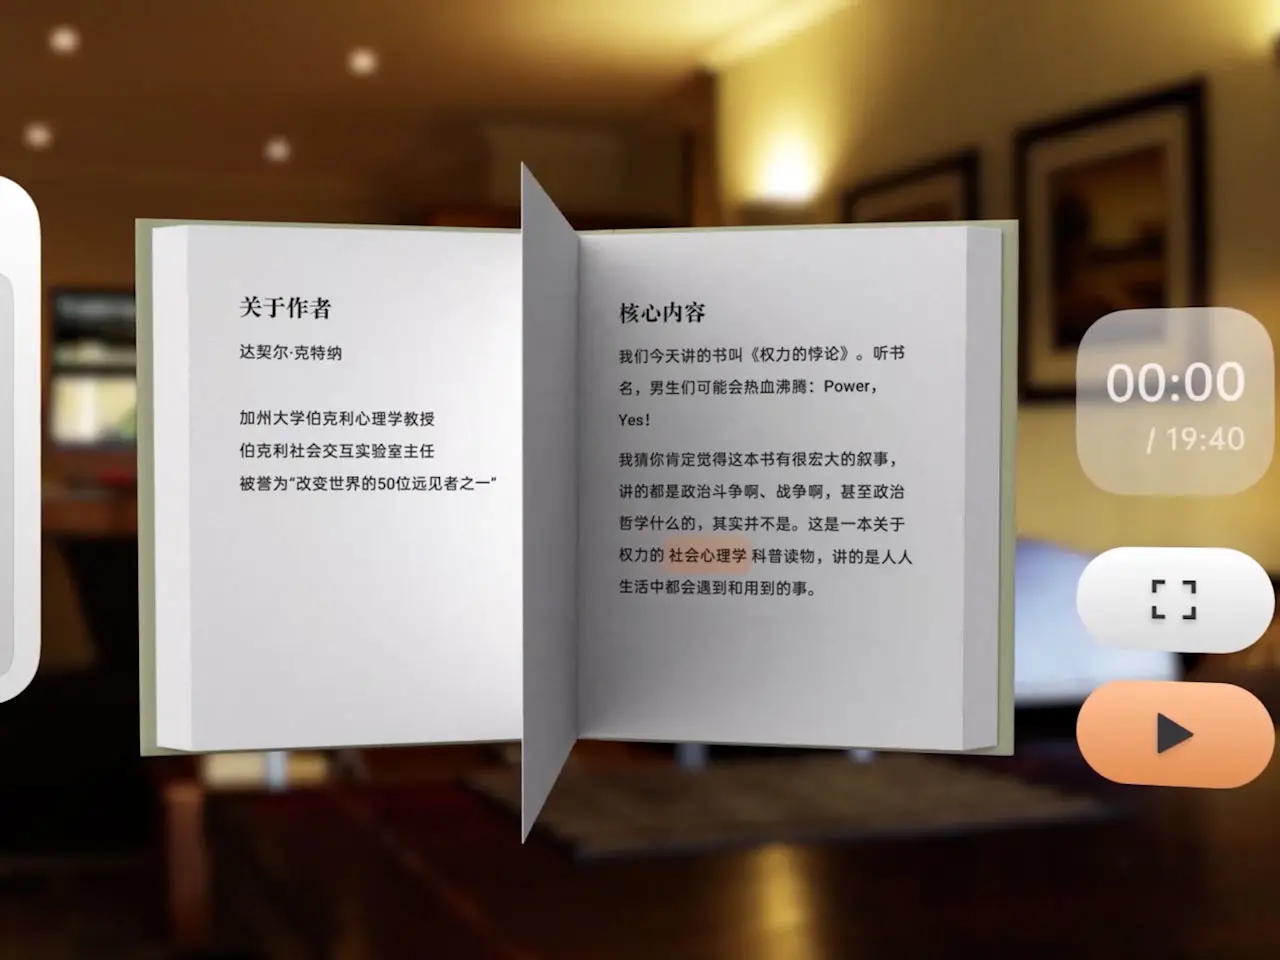 关于作者
达契尔·克特纳
加州大学伯克利心理学教授
伯克利社会交互实验室主任
被誉为“改变世界的50位远见者之一”
核心内容
我们今天讲的书叫《权力的悖论》。听书
名，男生们可能会热血沸腾：Power，
Yes！
我猜你肯定觉得这本书有很宏大的叙事，
讲的都是政治斗争啊、战争啊，甚至政治
哲学什么的，其实并不是。这是一本关于
权力的 社会心理学 科普读物，讲的是人人
生活中都会遇到和用到的事。
00:00
/ 19:40